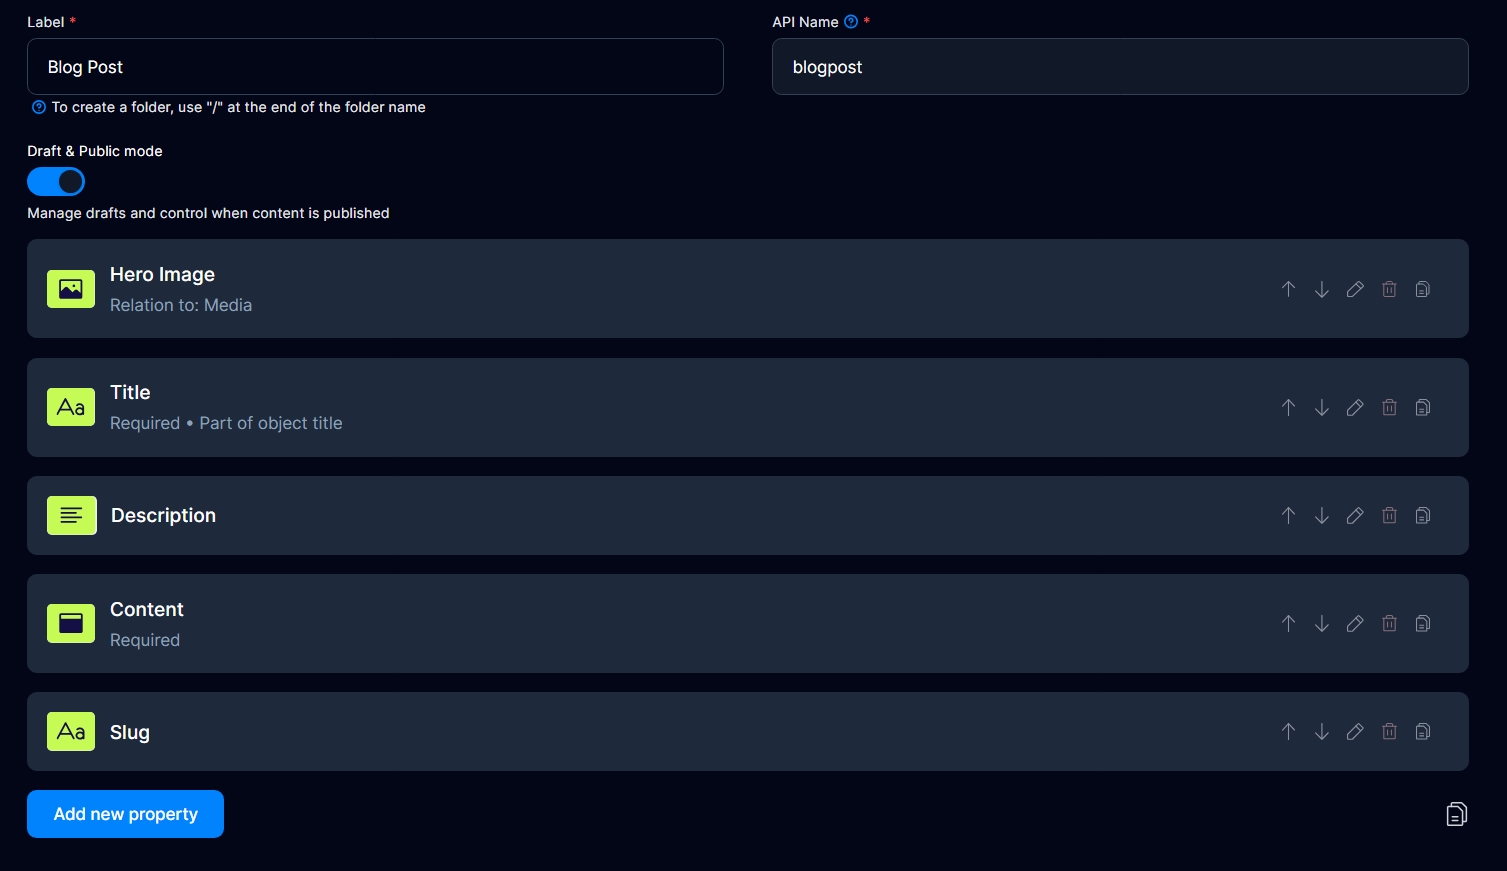 Label *
API Name *
Blog Post
blogpost
To create a folder, use "/" at the end of the folder name
Draft & Public mode
Manage drafts and control when content is published
Hero Image
Relation to: Media
Aa
Title
Required • Part of object title
Description
Content
Required
Aa
Slug
Add new property